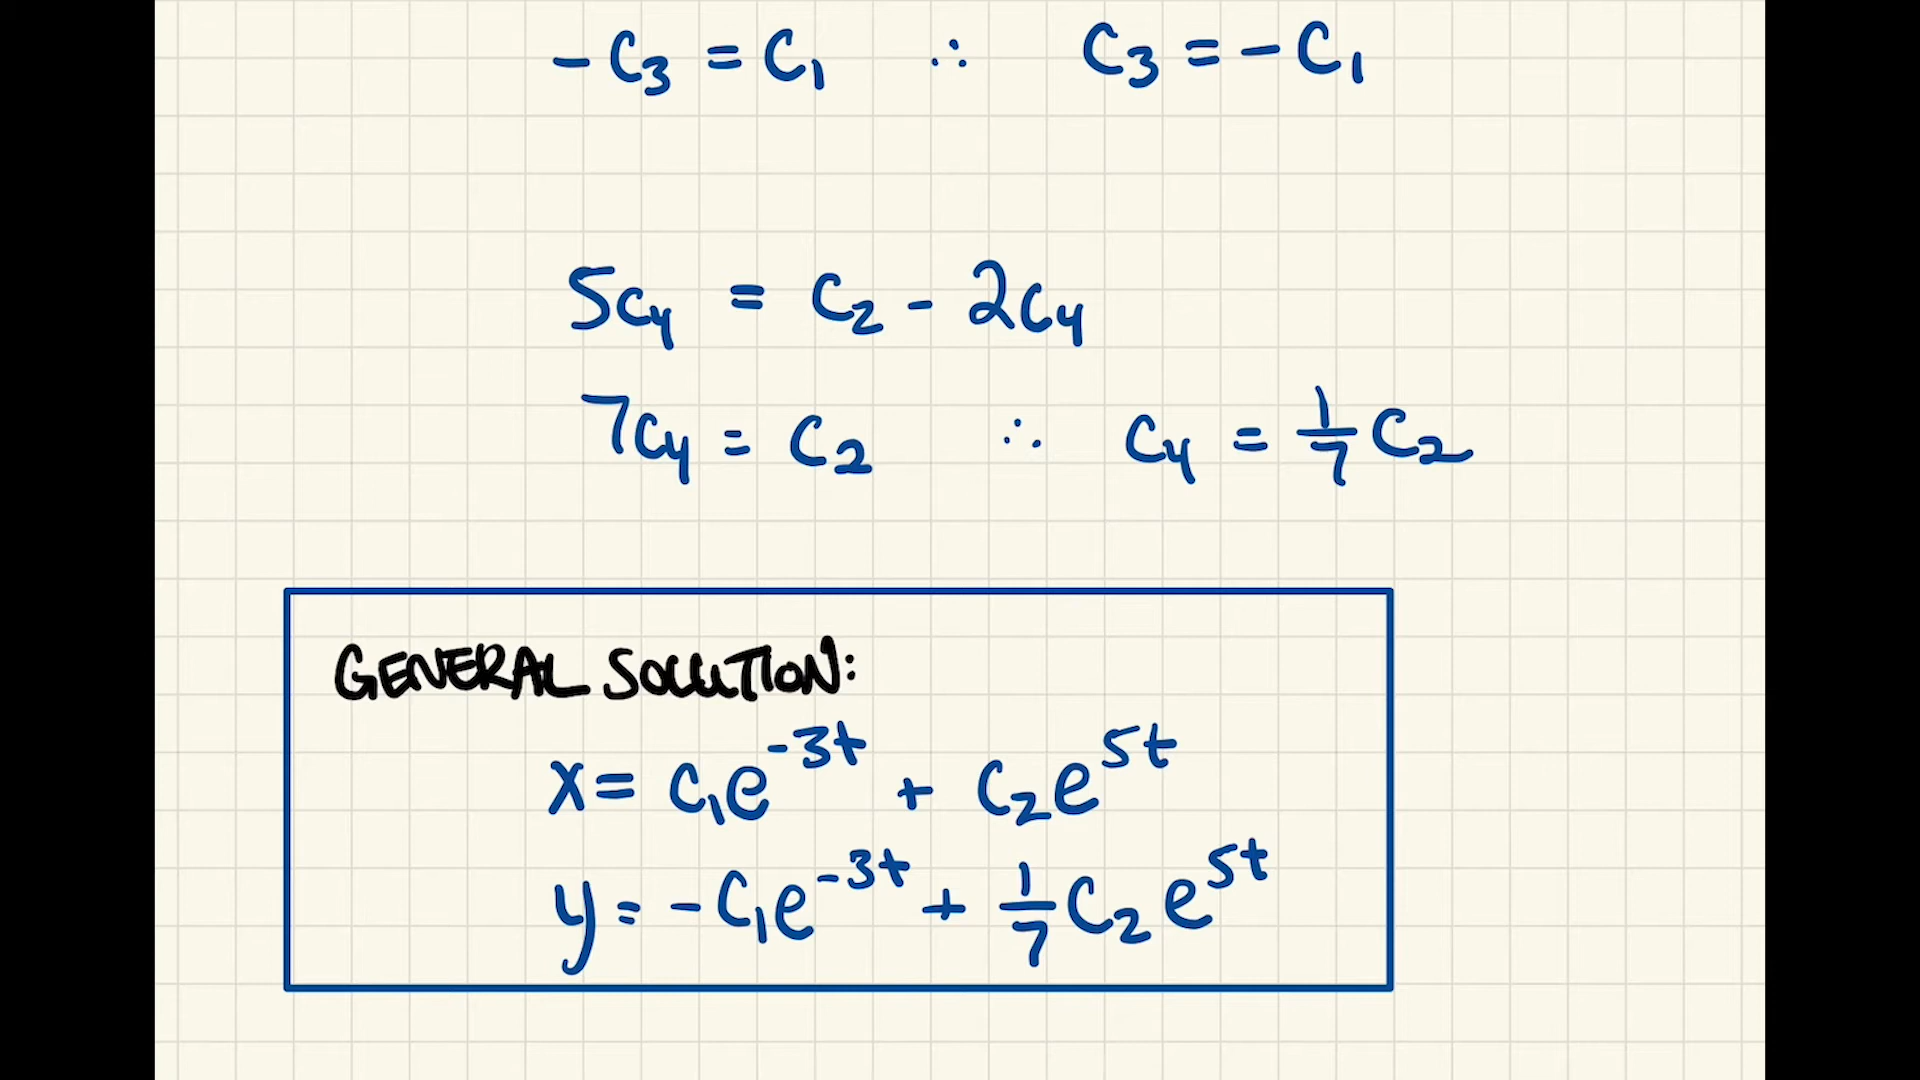 -C₃ = C₁ ∴ C₃ = -C₁
5C₄ = C₂ - 2C₄
7C₄ = C₂ ∴ C₄ = 1/7 C₂
GENERAL SOLUTION:
x = C₁e^-3t + C₂e^5t
y = -C₁e^-3t + 1/7 C₂e^5t